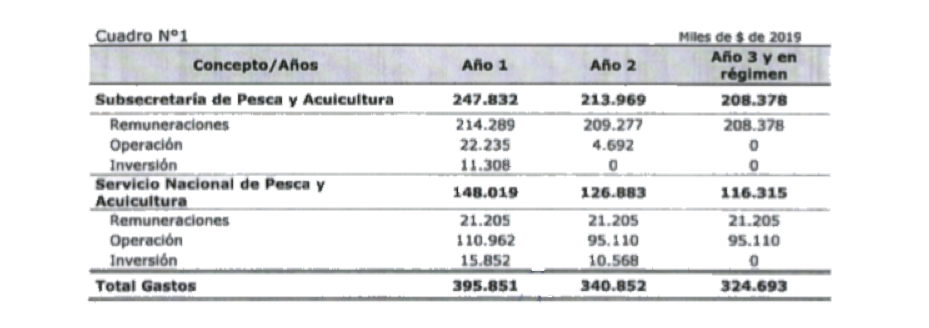 Cuadro Nº1 Miles de $ de 2019
Concepto/Años Año 1 Año 2 Año 3 y en régimen
Subsecretaría de Pesca y Acuicultura 247.832 213.969 208.378
Remuneraciones 214.289 209.277 208.378
Operación 22.235 4.692 0
Inversión 11.308 0 0
Servicio Nacional de Pesca y Acuicultura 148.019 126.883 116.315
Remuneraciones 21.205 21.205 21.205
Operación 110.962 95.110 95.110
Inversión 15.852 10.568 0
Total Gastos 395.851 340.852 324.693